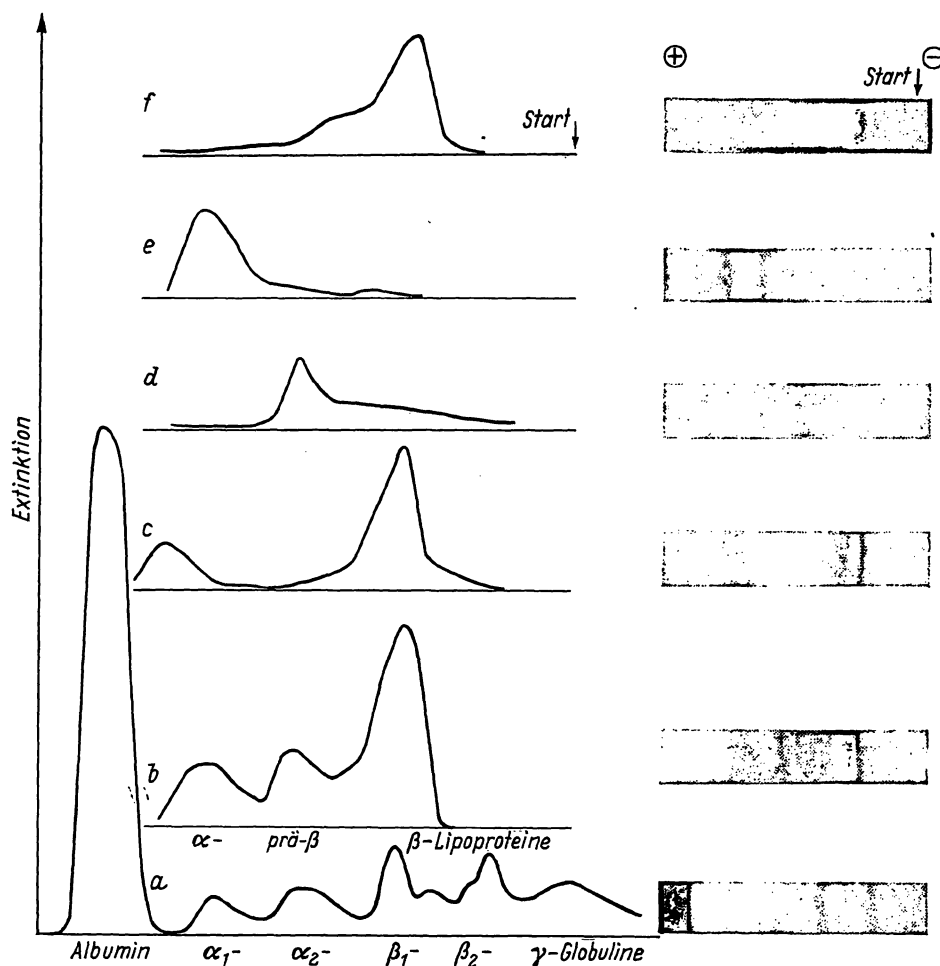 ⊕ ⊖
Start
f
Start
e
d
c
b
α- prä-β β-Lipoproteine
a
Albumin α₁- α₂- β₁- β₂- γ-Globuline
Extinktion